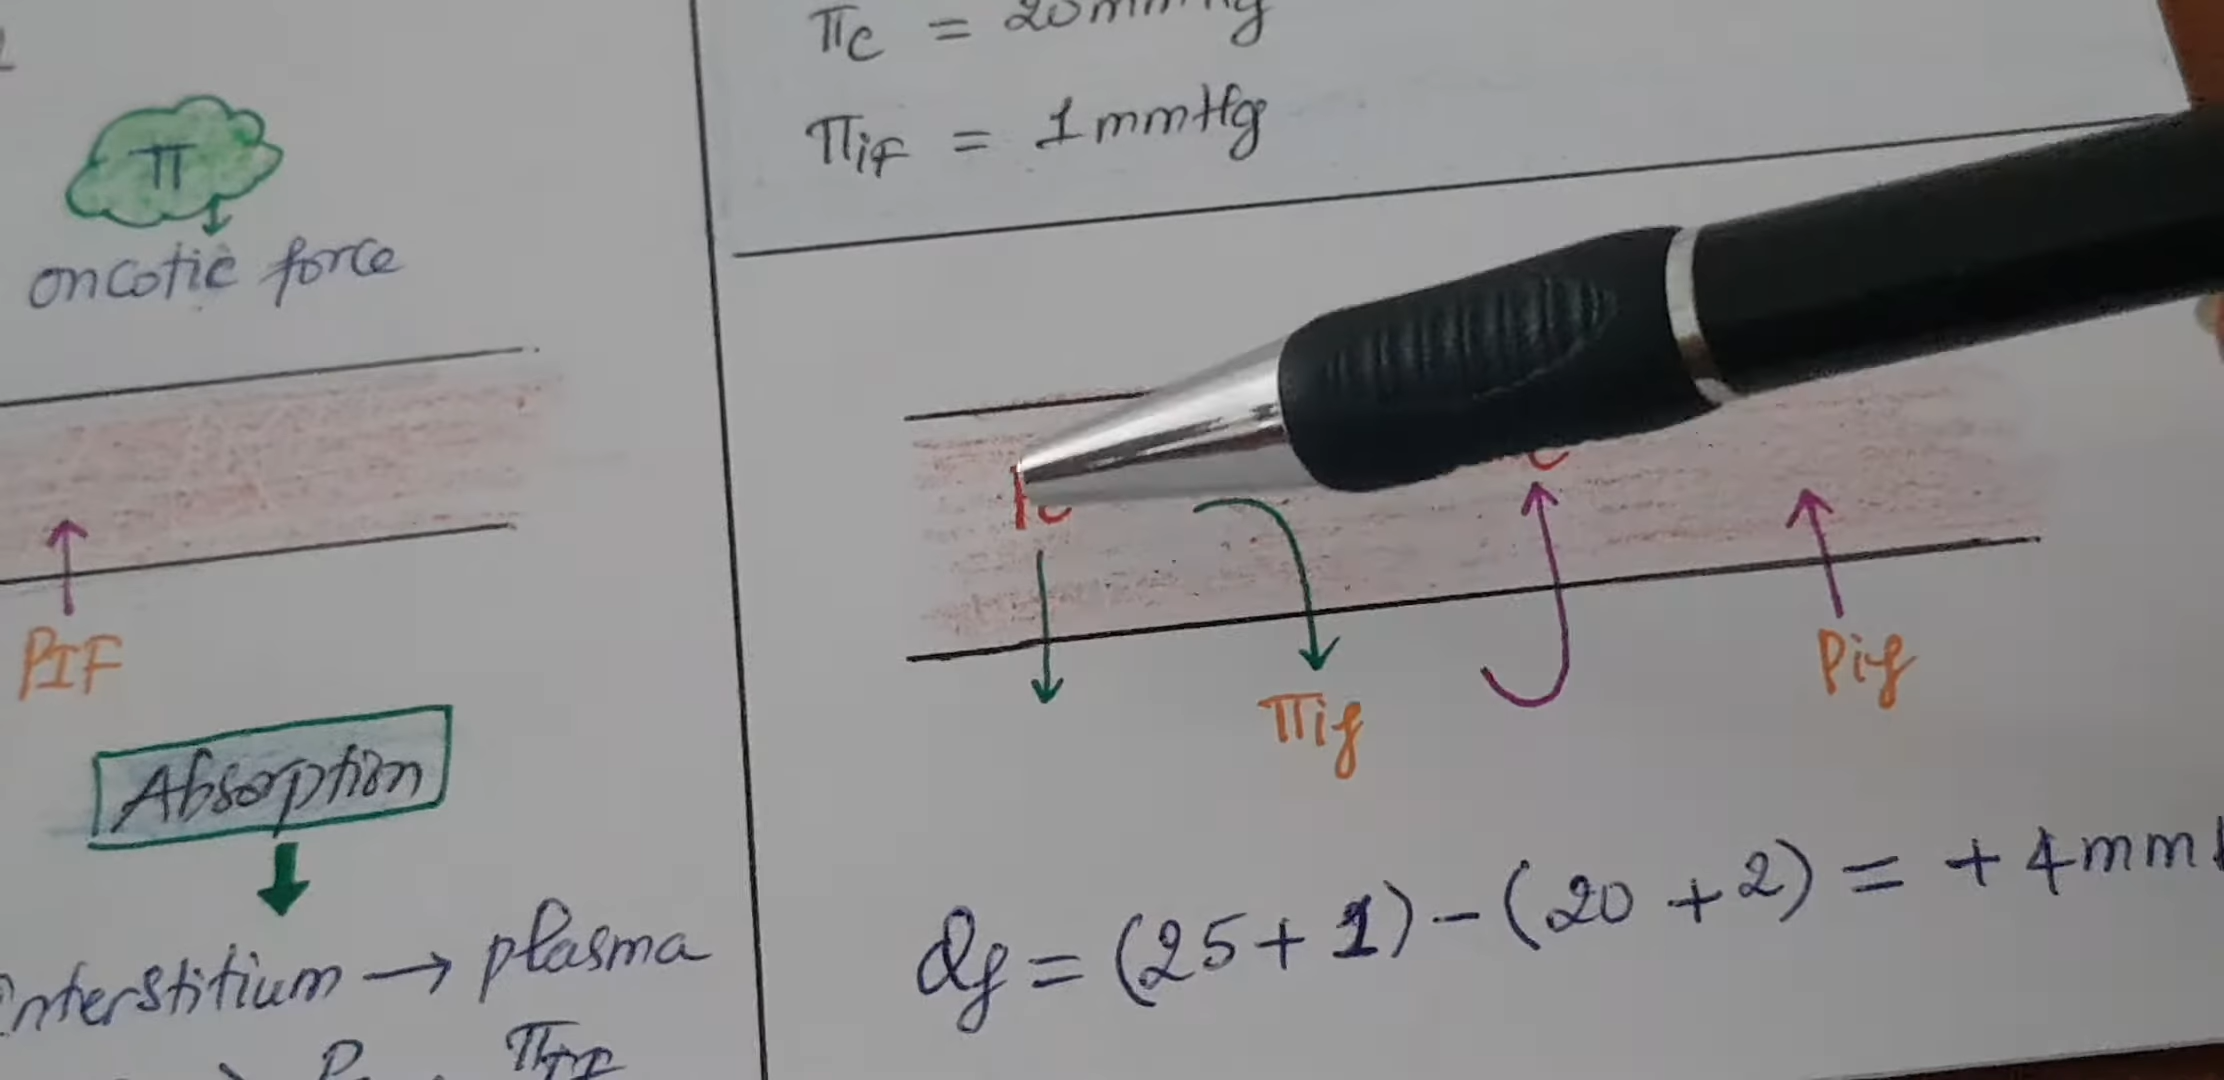 π
oncotic force
PIF
Absorption
interstitium → plasma
πc = 20mmHg
πif = 1mmHg
πif
Pif
Qf = (25 + 1) - (20 + 2) = + 4mm